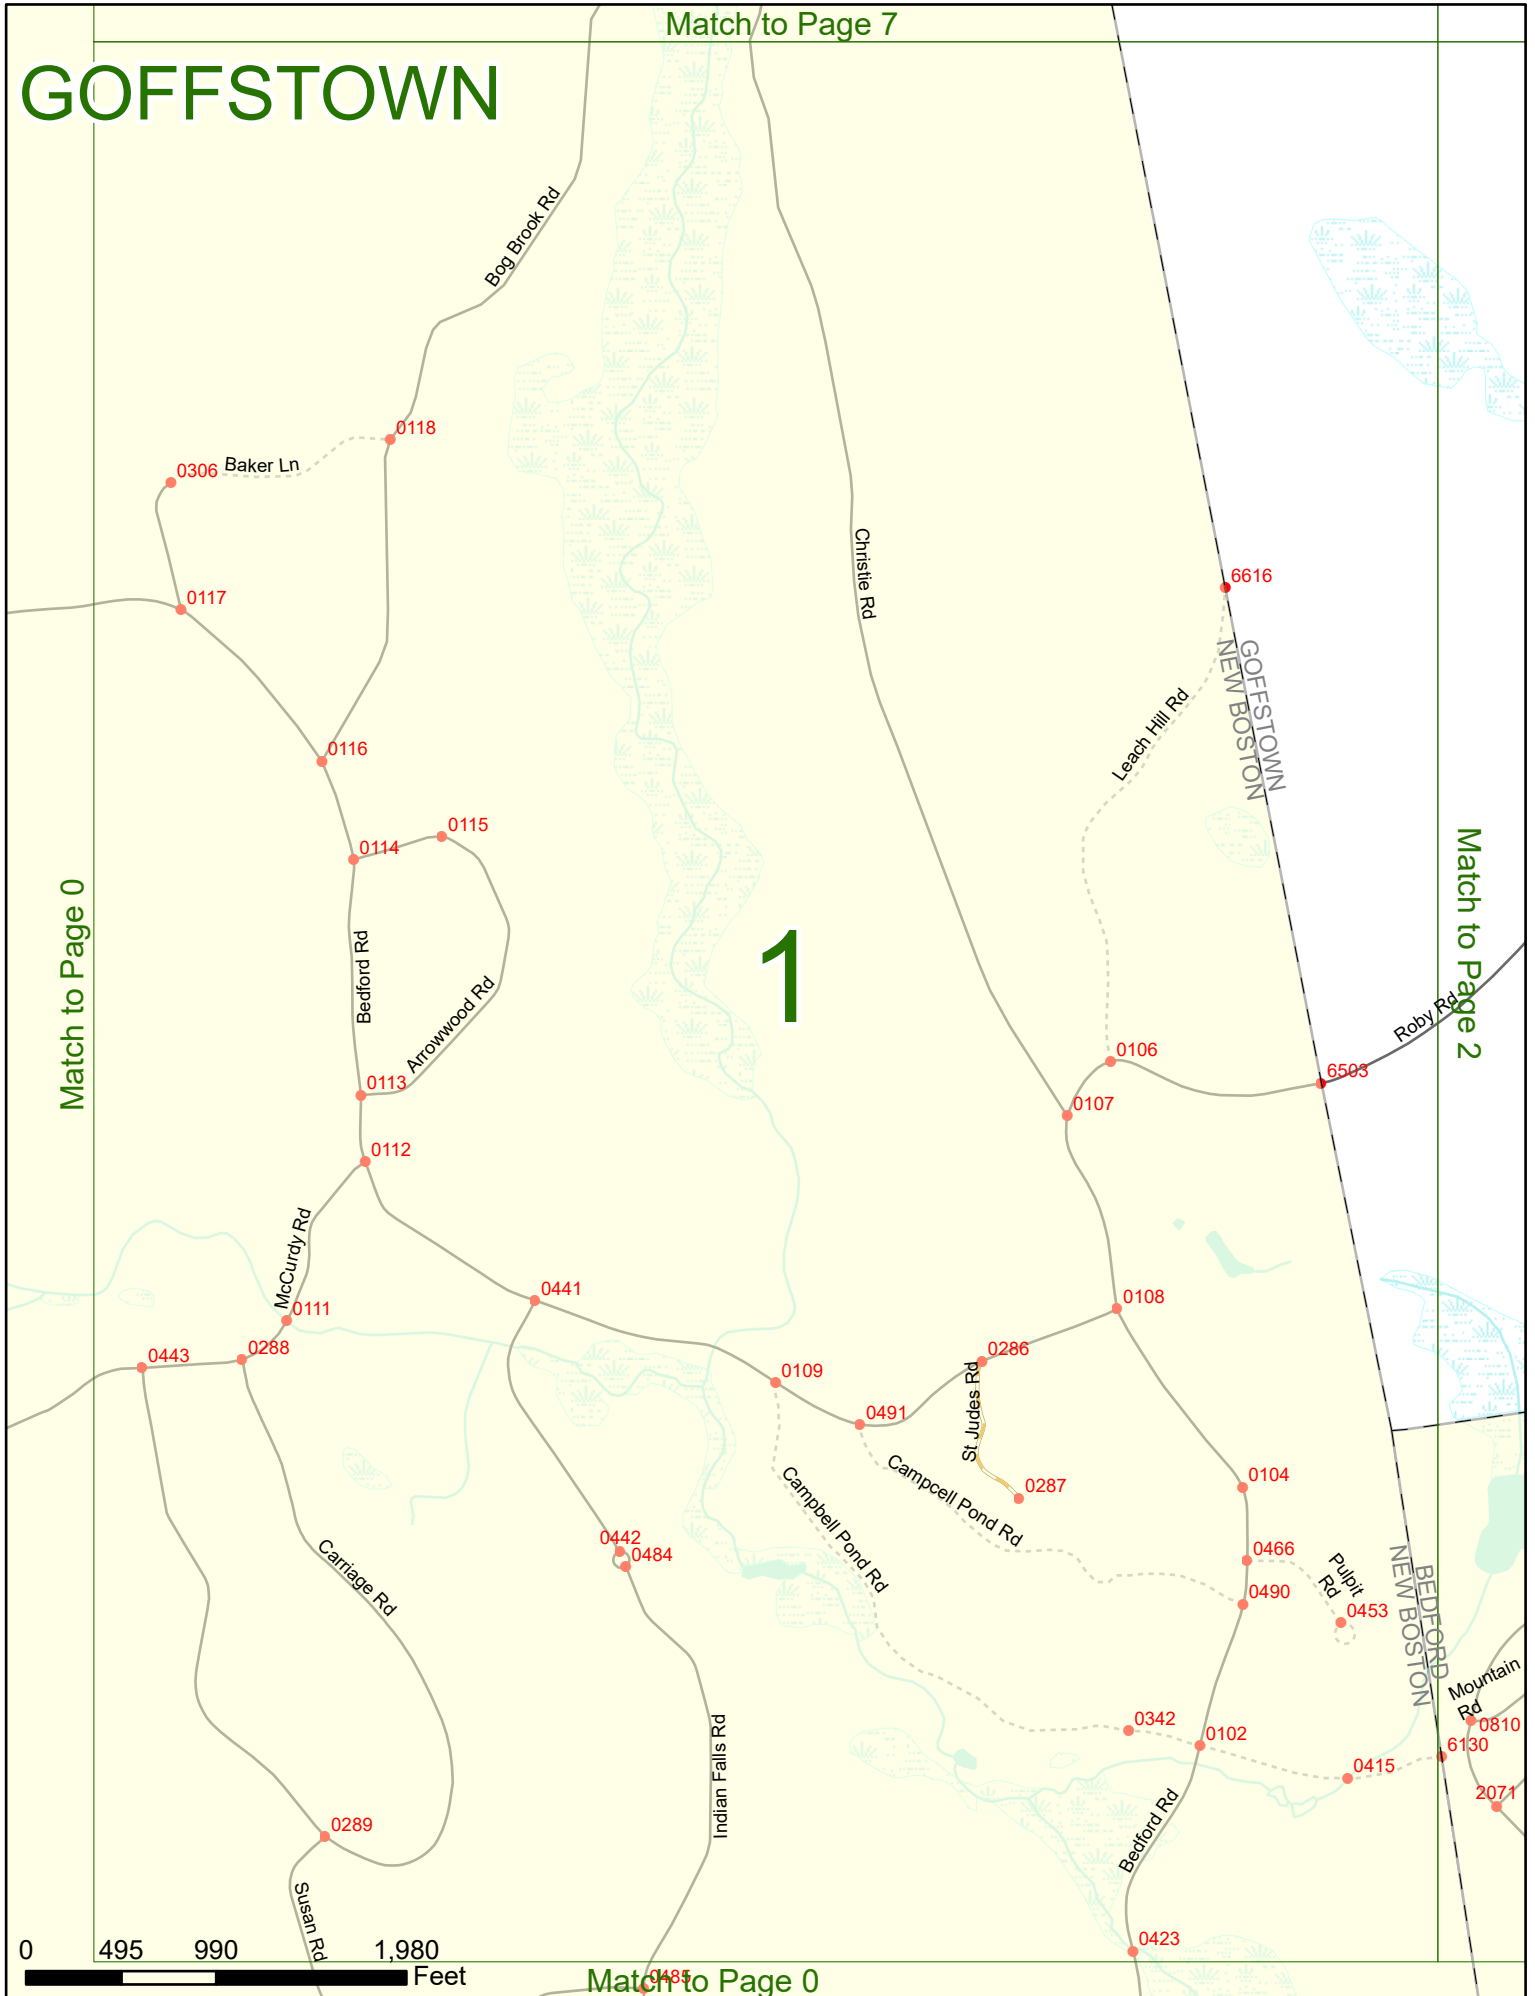 Match to Page 7
GOFFSTOWN
Bog Brook Rd
0118
Baker Ln
0306
Christie Rd
6616
0117
GOFFSTOWN
NEW BOSTON
Leach Hill Rd
0116
0115
0114
Match to Page 0
1
Match to Page 2
Bedford Rd
Arrowwood Rd
Roby Rd
0106
6503
0113
0107
0112
McCurdy Rd
0441
0108
0111
0288
0443
0286
0109
St Judes Rd
0491
Campcell Pond Rd
Campbell Pond Rd
0287
0104
0442
0484
0466
Pulpit
Rd
0490
0453
BEDFORD
NEW BOSTON
Carriage Rd
Mountain
Rd
0342
0102
0810
6130
0415
Indian Falls Rd
2071
0289
Bedford Rd
Susan Rd
0423
0 495 990 1,980
Feet
0485
Match to Page 0